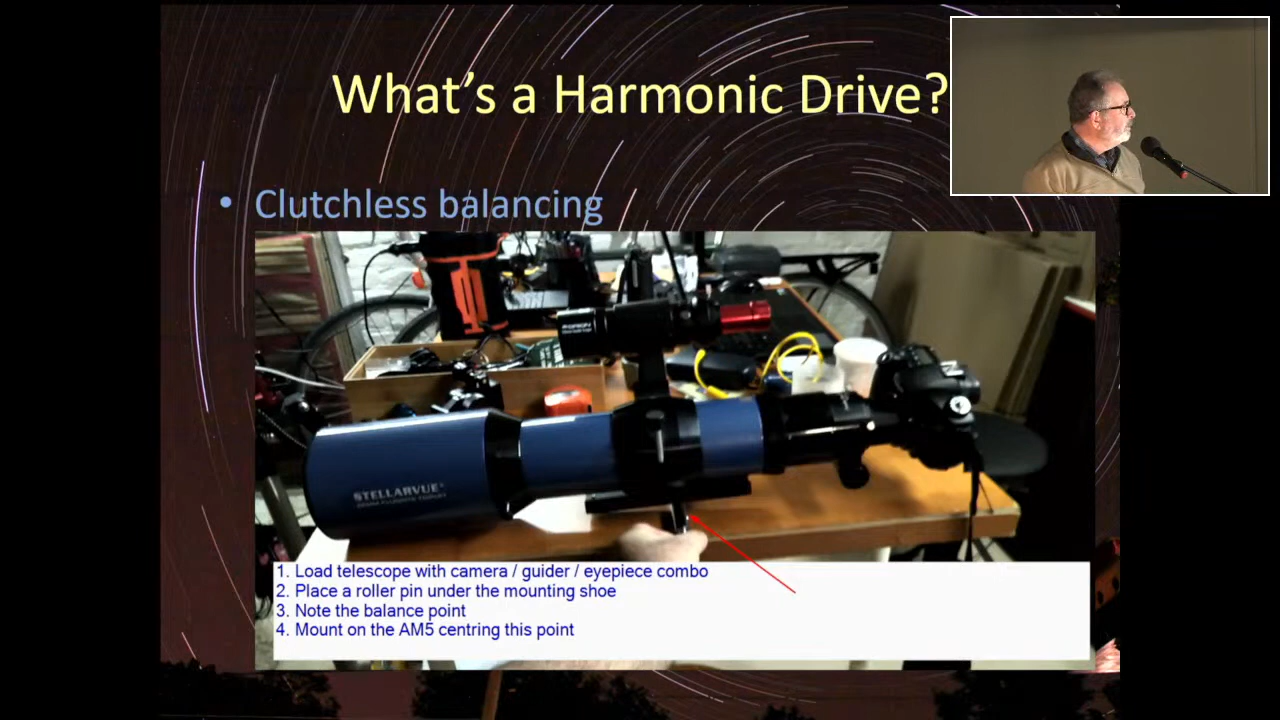 What's a Harmonic Drive?
• Clutchless balancing
ORION
STELLARVUE
1. Load telescope with camera / guider / eyepiece combo
2. Place a roller pin under the mounting shoe
3. Note the balance point
4. Mount on the AM5 centring this point